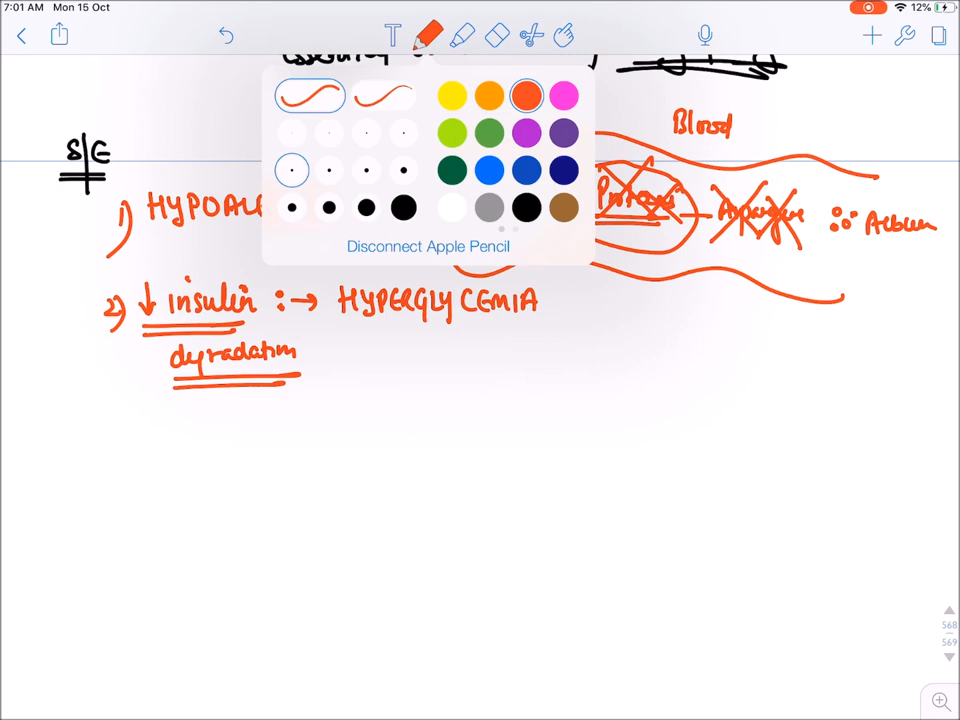 7:01 AM Mon 15 Oct
12%
T
Blood
S/E
Disconnect Apple Pencil
1) HYPOAL
2) ↓ insulin :→ HYPERGLYCEMIA
degradation
568
569